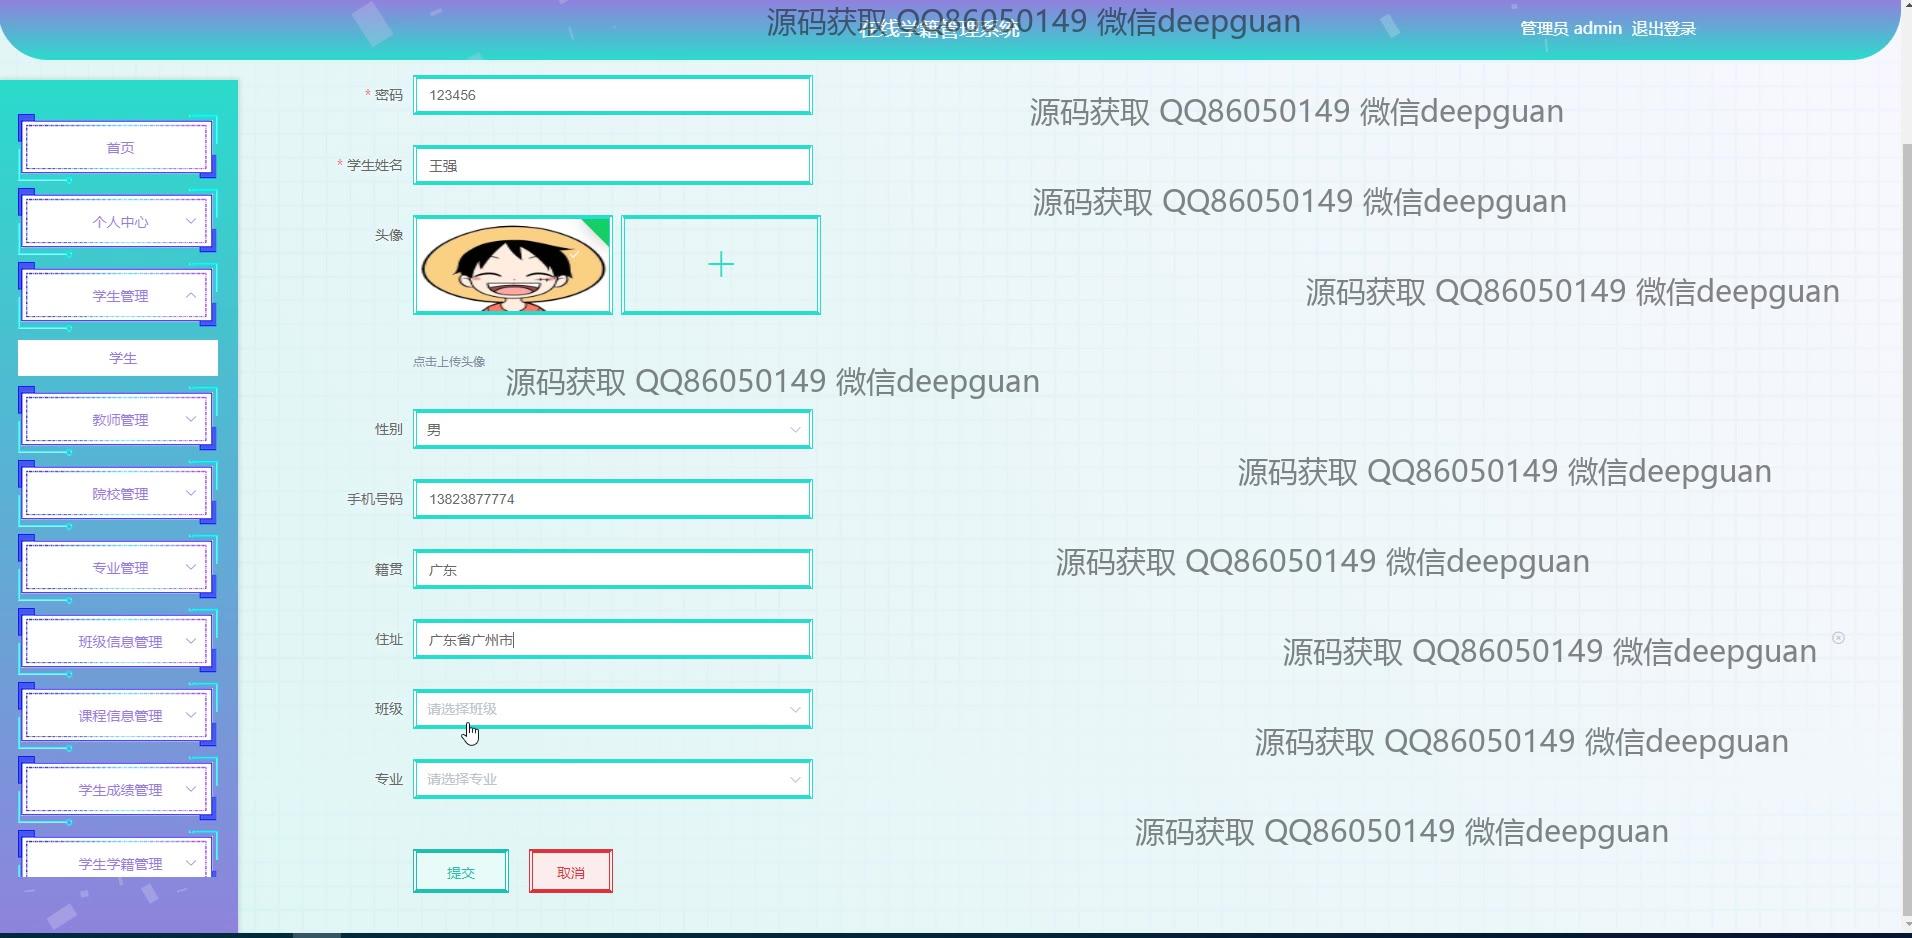 源码获取 QQ86050149 微信deepguan
在线学籍管理系统
管理员 admin 退出登录
* 密码 123456
源码获取 QQ86050149 微信deepguan
首页
* 学生姓名 王强
源码获取 QQ86050149 微信deepguan
个人中心
头像
源码获取 QQ86050149 微信deepguan
学生管理
学生
点击上传头像
源码获取 QQ86050149 微信deepguan
教师管理
性别 男
源码获取 QQ86050149 微信deepguan
院校管理
手机号码 13823877774
源码获取 QQ86050149 微信deepguan
专业管理
籍贯 广东
班级信息管理
住址 广东省广州市
源码获取 QQ86050149 微信deepguan
课程信息管理
班级 请选择班级
源码获取 QQ86050149 微信deepguan
学生成绩管理
专业 请选择专业
源码获取 QQ86050149 微信deepguan
学生学籍管理
提交
取消